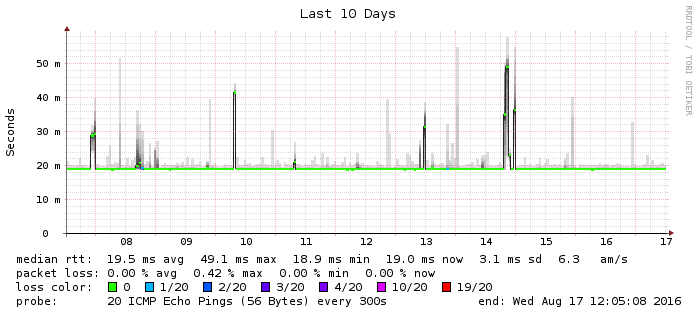 Last 10 Days
RRDTOOL / TOBI OETIKER
Seconds
50 m
40 m
30 m
20 m
10 m
0
08 09 10 11 12 13 14 15 16 17
median rtt: 19.5 ms avg 49.1 ms max 18.9 ms min 19.0 ms now 3.1 ms sd 6.3 am/s
packet loss: 0.00 % avg 0.42 % max 0.00 % min 0.00 % now
loss color: 0 1/20 2/20 3/20 4/20 10/20 19/20
probe: 20 ICMP Echo Pings (56 Bytes) every 300s end: Wed Aug 17 12:05:08 2016